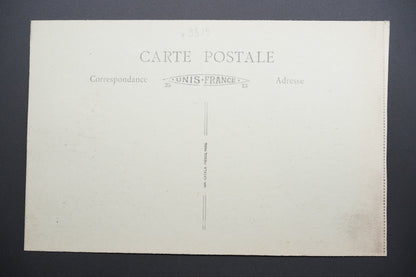 CARTE POSTALE
Correspondance
UNIS-FRANCE
Adresse